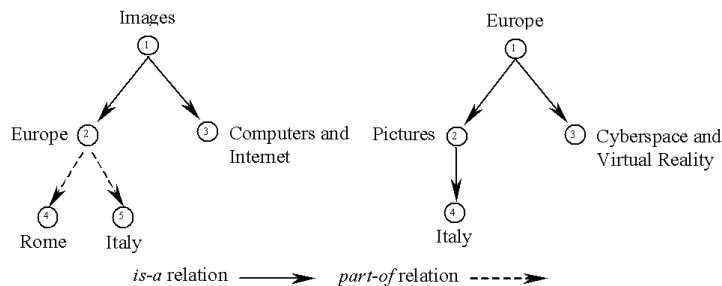 Images
1
Europe 2
3 Computers and
Internet
4
5
Rome
Italy
Europe
1
Pictures 2
3 Cyberspace and
Virtual Reality
4
Italy
is-a relation
part-of relation